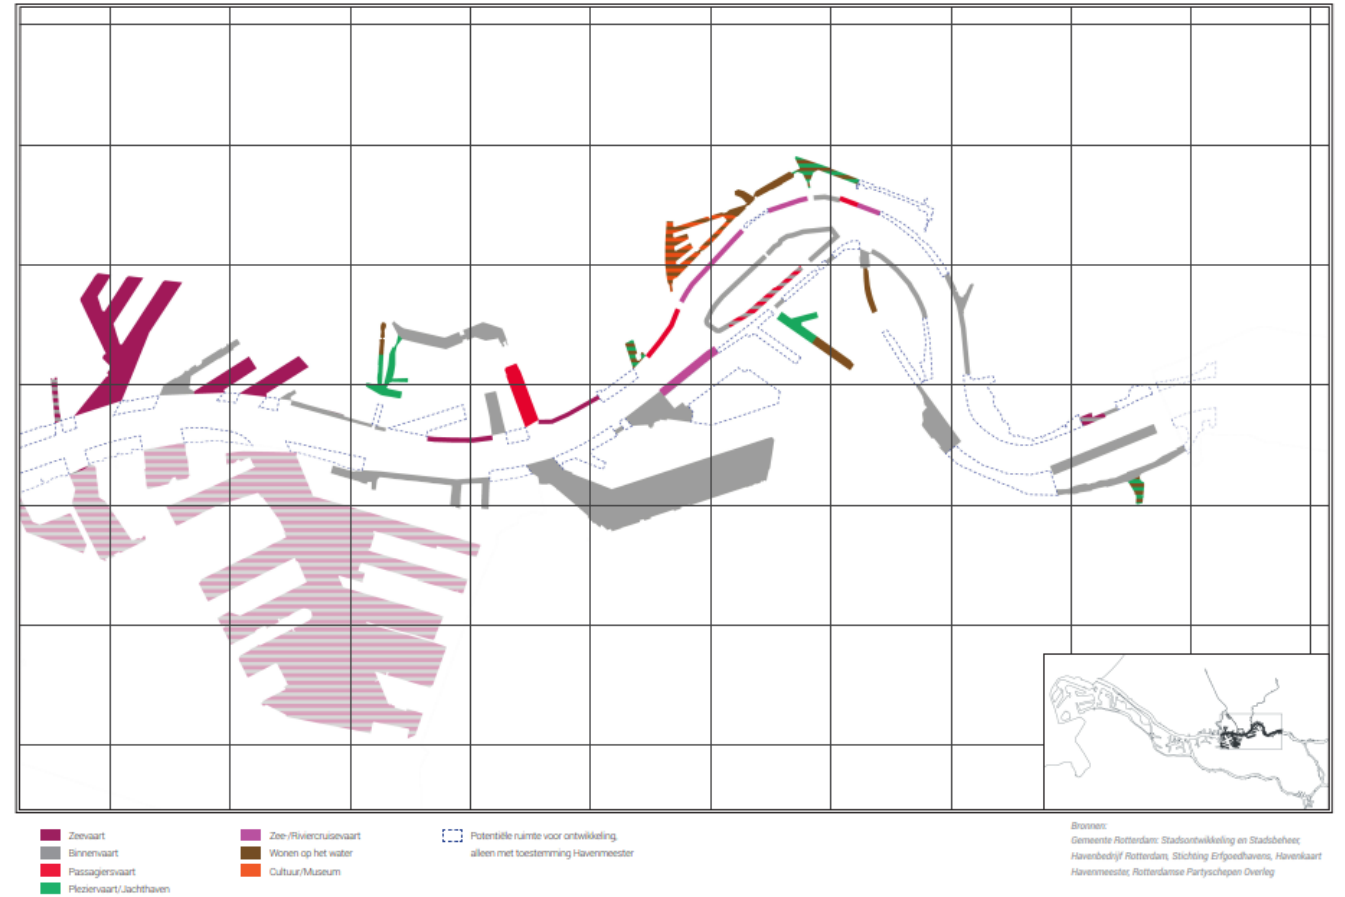 Zeevaart
Binnenvaart
Passagiersvaart
Pleziervaart/Jachthaven
Zee-/Riviercruisevaart
Wonen op het water
Cultuur/Museum
Potentiële ruimte voor ontwikkeling,
alleen met toestemming Havenmeester
Bronnen:
Gemeente Rotterdam: Stadsontwikkeling en Stadsbeheer,
Havenbedrijf Rotterdam, Stichting Erfgoedhavens, Havenkaart
Havenmeester, Rotterdamse Partyschepen Overleg